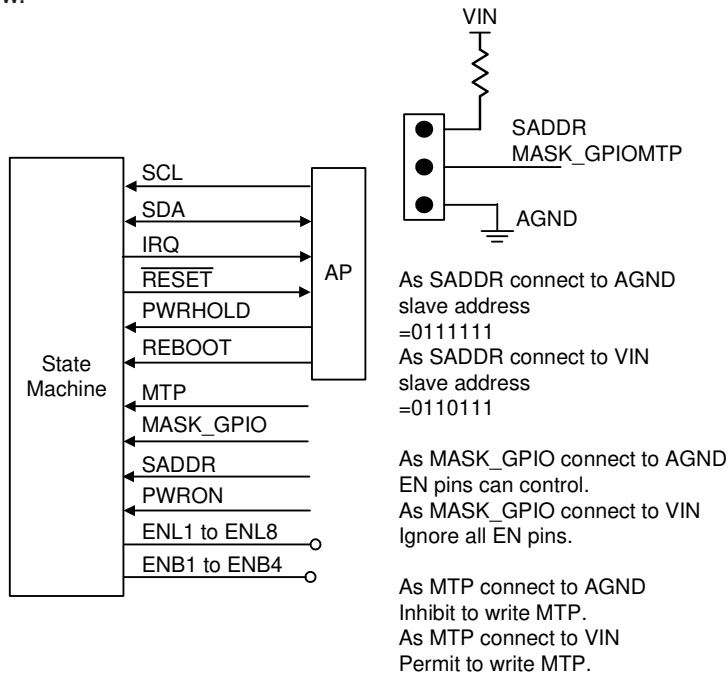 w.
VIN
SADDR
MASK_GPIOMTP
AGND
SCL
SDA
IRQ
RESET
PWRHOLD
REBOOT
AP
State
Machine
MTP
MASK_GPIO
SADDR
PWRON
ENL1 to ENL8
ENB1 to ENB4
As SADDR connect to AGND
slave address
=0111111
As SADDR connect to VIN
slave address
=0110111
As MASK_GPIO connect to AGND
EN pins can control.
As MASK_GPIO connect to VIN
Ignore all EN pins.
As MTP connect to AGND
Inhibit to write MTP.
As MTP connect to VIN
Permit to write MTP.